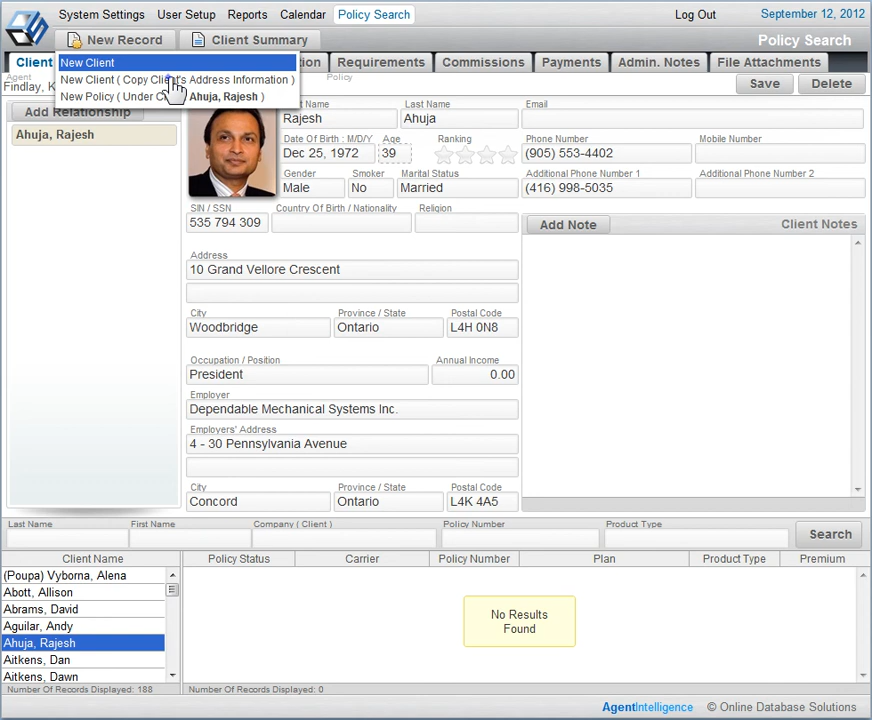 System Settings User Setup Reports Calendar Policy Search Log Out September 12, 2012
New Record Client Summary Policy Search
Client Requirements Commissions Payments Admin. Notes File Attachments
New Client
New Client ( Copy Client's Address Information )
New Policy ( Under Ahuja, Rajesh )
Agent Policy
Findlay, K Save Delete
Add Relationship
Ahuja, Rajesh
Name Last Name Email
Rajesh Ahuja
Date Of Birth : M/D/Y Age Ranking Phone Number Mobile Number
Dec 25, 1972 39 (905) 553-4402
Gender Smoker Marital Status Additional Phone Number 1 Additional Phone Number 2
Male No Married (416) 998-5035
SIN / SSN Country Of Birth / Nationality Religion
535 794 309 Add Note Client Notes
Address
10 Grand Vellore Crescent
City Province / State Postal Code
Woodbridge Ontario L4H 0N8
Occupation / Position Annual Income
President 0.00
Employer
Dependable Mechanical Systems Inc.
Employers' Address
4 - 30 Pennsylvania Avenue
City Province / State Postal Code
Concord Ontario L4K 4A5
Last Name First Name Company ( Client ) Policy Number Product Type
Search
Client Name Policy Status Carrier Policy Number Plan Product Type Premium
(Poupa) Vyborna, Alena
Abott, Allison
Abrams, David
Aguilar, Andy
Ahuja, Rajesh
Aitkens, Dan
Aitkens, Dawn
No Results
Found
Number Of Records Displayed: 188 Number Of Records Displayed: 0
AgentIntelligence © Online Database Solutions